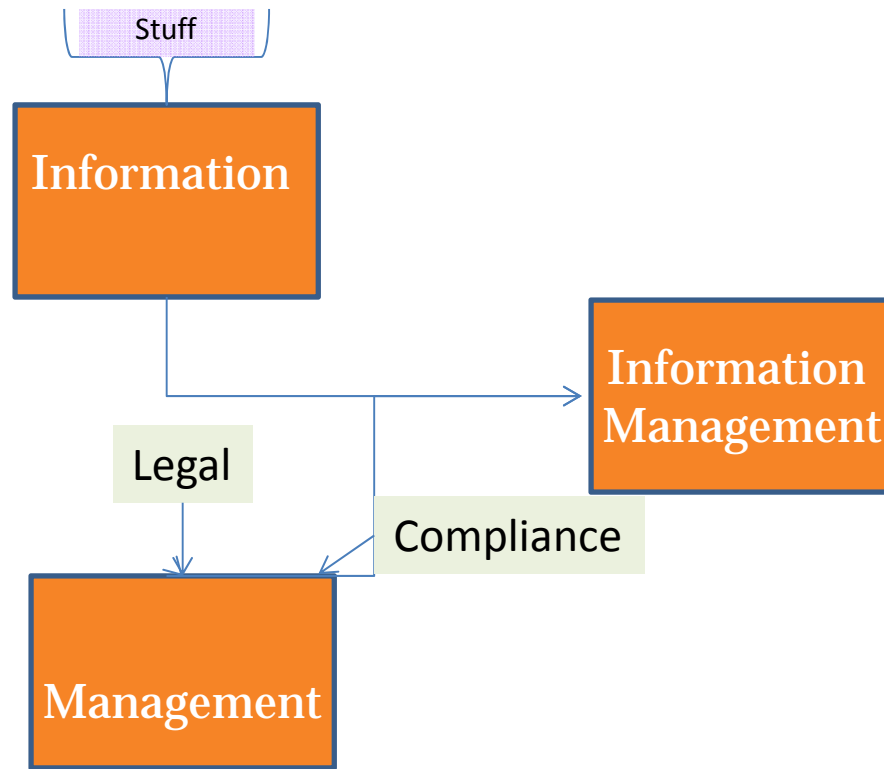 Stuff
Information
Information
Management
Legal
Compliance
Management